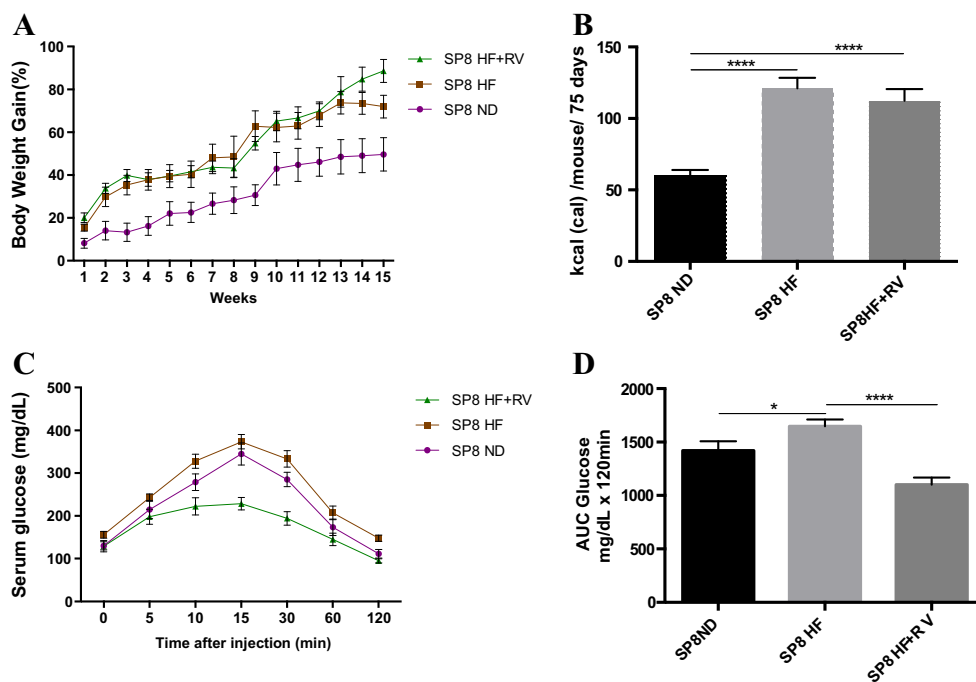 A
Body Weight Gain(%)
100
80
60
40
20
0
1 2 3 4 5 6 7 8 9 10 11 12 13 14 15
Weeks
SP8 HF+RV
SP8 HF
SP8 ND
B
kcal (cal) /mouse/ 75 days
150
100
50
0
****
****
SP8 ND
SP8 HF
SP8HF+RV
C
Serum glucose (mg/dL)
500
400
300
200
100
0
0 5 10 15 30 60 120
Time after injection (min)
SP8 HF+RV
SP8 HF
SP8 ND
D
AUC Glucose
mg/dL x 120min
2000
1500
1000
500
0
*
****
SP8ND
SP8 HF
SP8 HF+R V